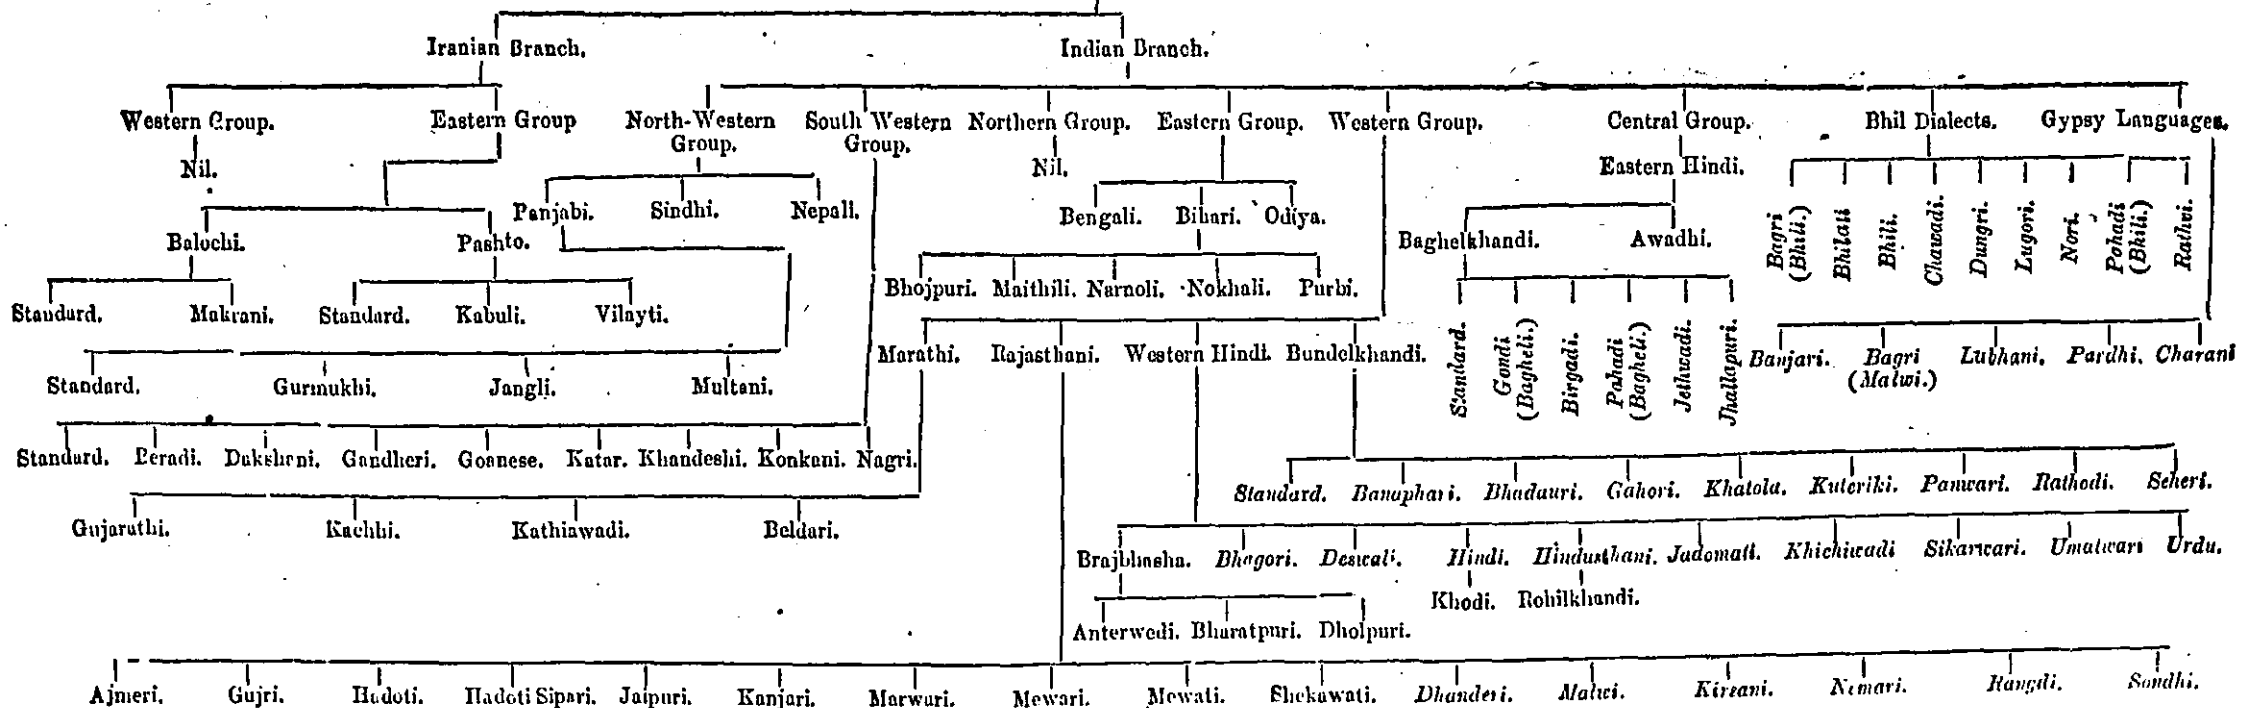 Iranian Branch. Indian Branch.
Western Group. Eastern Group North-Western Group. South Western Group. Northern Group. Eastern Group. Western Group. Central Group. Bhil Dialects. Gypsy Languages.
Nil. Nil. Eastern Hindi.
Panjabi. Sindhi. Nepali. Bengali. Bihari. Odiya.
Balochi. Pashto. Baghelkhandi. Awadhi.
Bagri (Bhili.) Bhilali Bhili. Chawadi. Dungri. Lugori. Nori. Pohadi (Bhili.) Rathvi.
Bhojpuri. Maithili. Narnoli. Nokhali. Purbi.
Standard. Makrani. Standard. Kabuli. Vilayti.
Marathi. Rajasthani. Western Hindi. Bundelkhandi.
Standard. Gondi (Bagheli.) Birgadi. Pahadi (Bagheli.) Jethwadi. Jhallapuri.
Banjari. Bagri (Malwi.) Lubhani. Pardhi. Charani
Standard. Gurmukhi. Jangli. Multani.
Standard. Beradi. Dakshani. Gandheri. Goanese. Katar. Khandeshi. Konkani. Nagri.
Standard. Banaphari. Bhadauri. Gahori. Khatola. Kuteriki. Panwari. Rathodi. Seheri.
Gujarathi. Kachhi. Kathiawadi. Beldari.
Brajbhasha. Bhagori. Deswali. Hindi. Hindusthani. Jadomati. Khichiwadi Sikarwari. Umatwari Urdu.
Khodi. Rohilkhandi.
Anterwedi. Bharatpuri. Dholpuri.
Ajmeri. Gujri. Hadoti. Hadoti Sipari. Jaipuri. Kanjari. Marwari. Mewari. Mewati. Shekawati. Dhanderi. Malwi. Kirsani. Nemari. Rangdi. Sondhi.